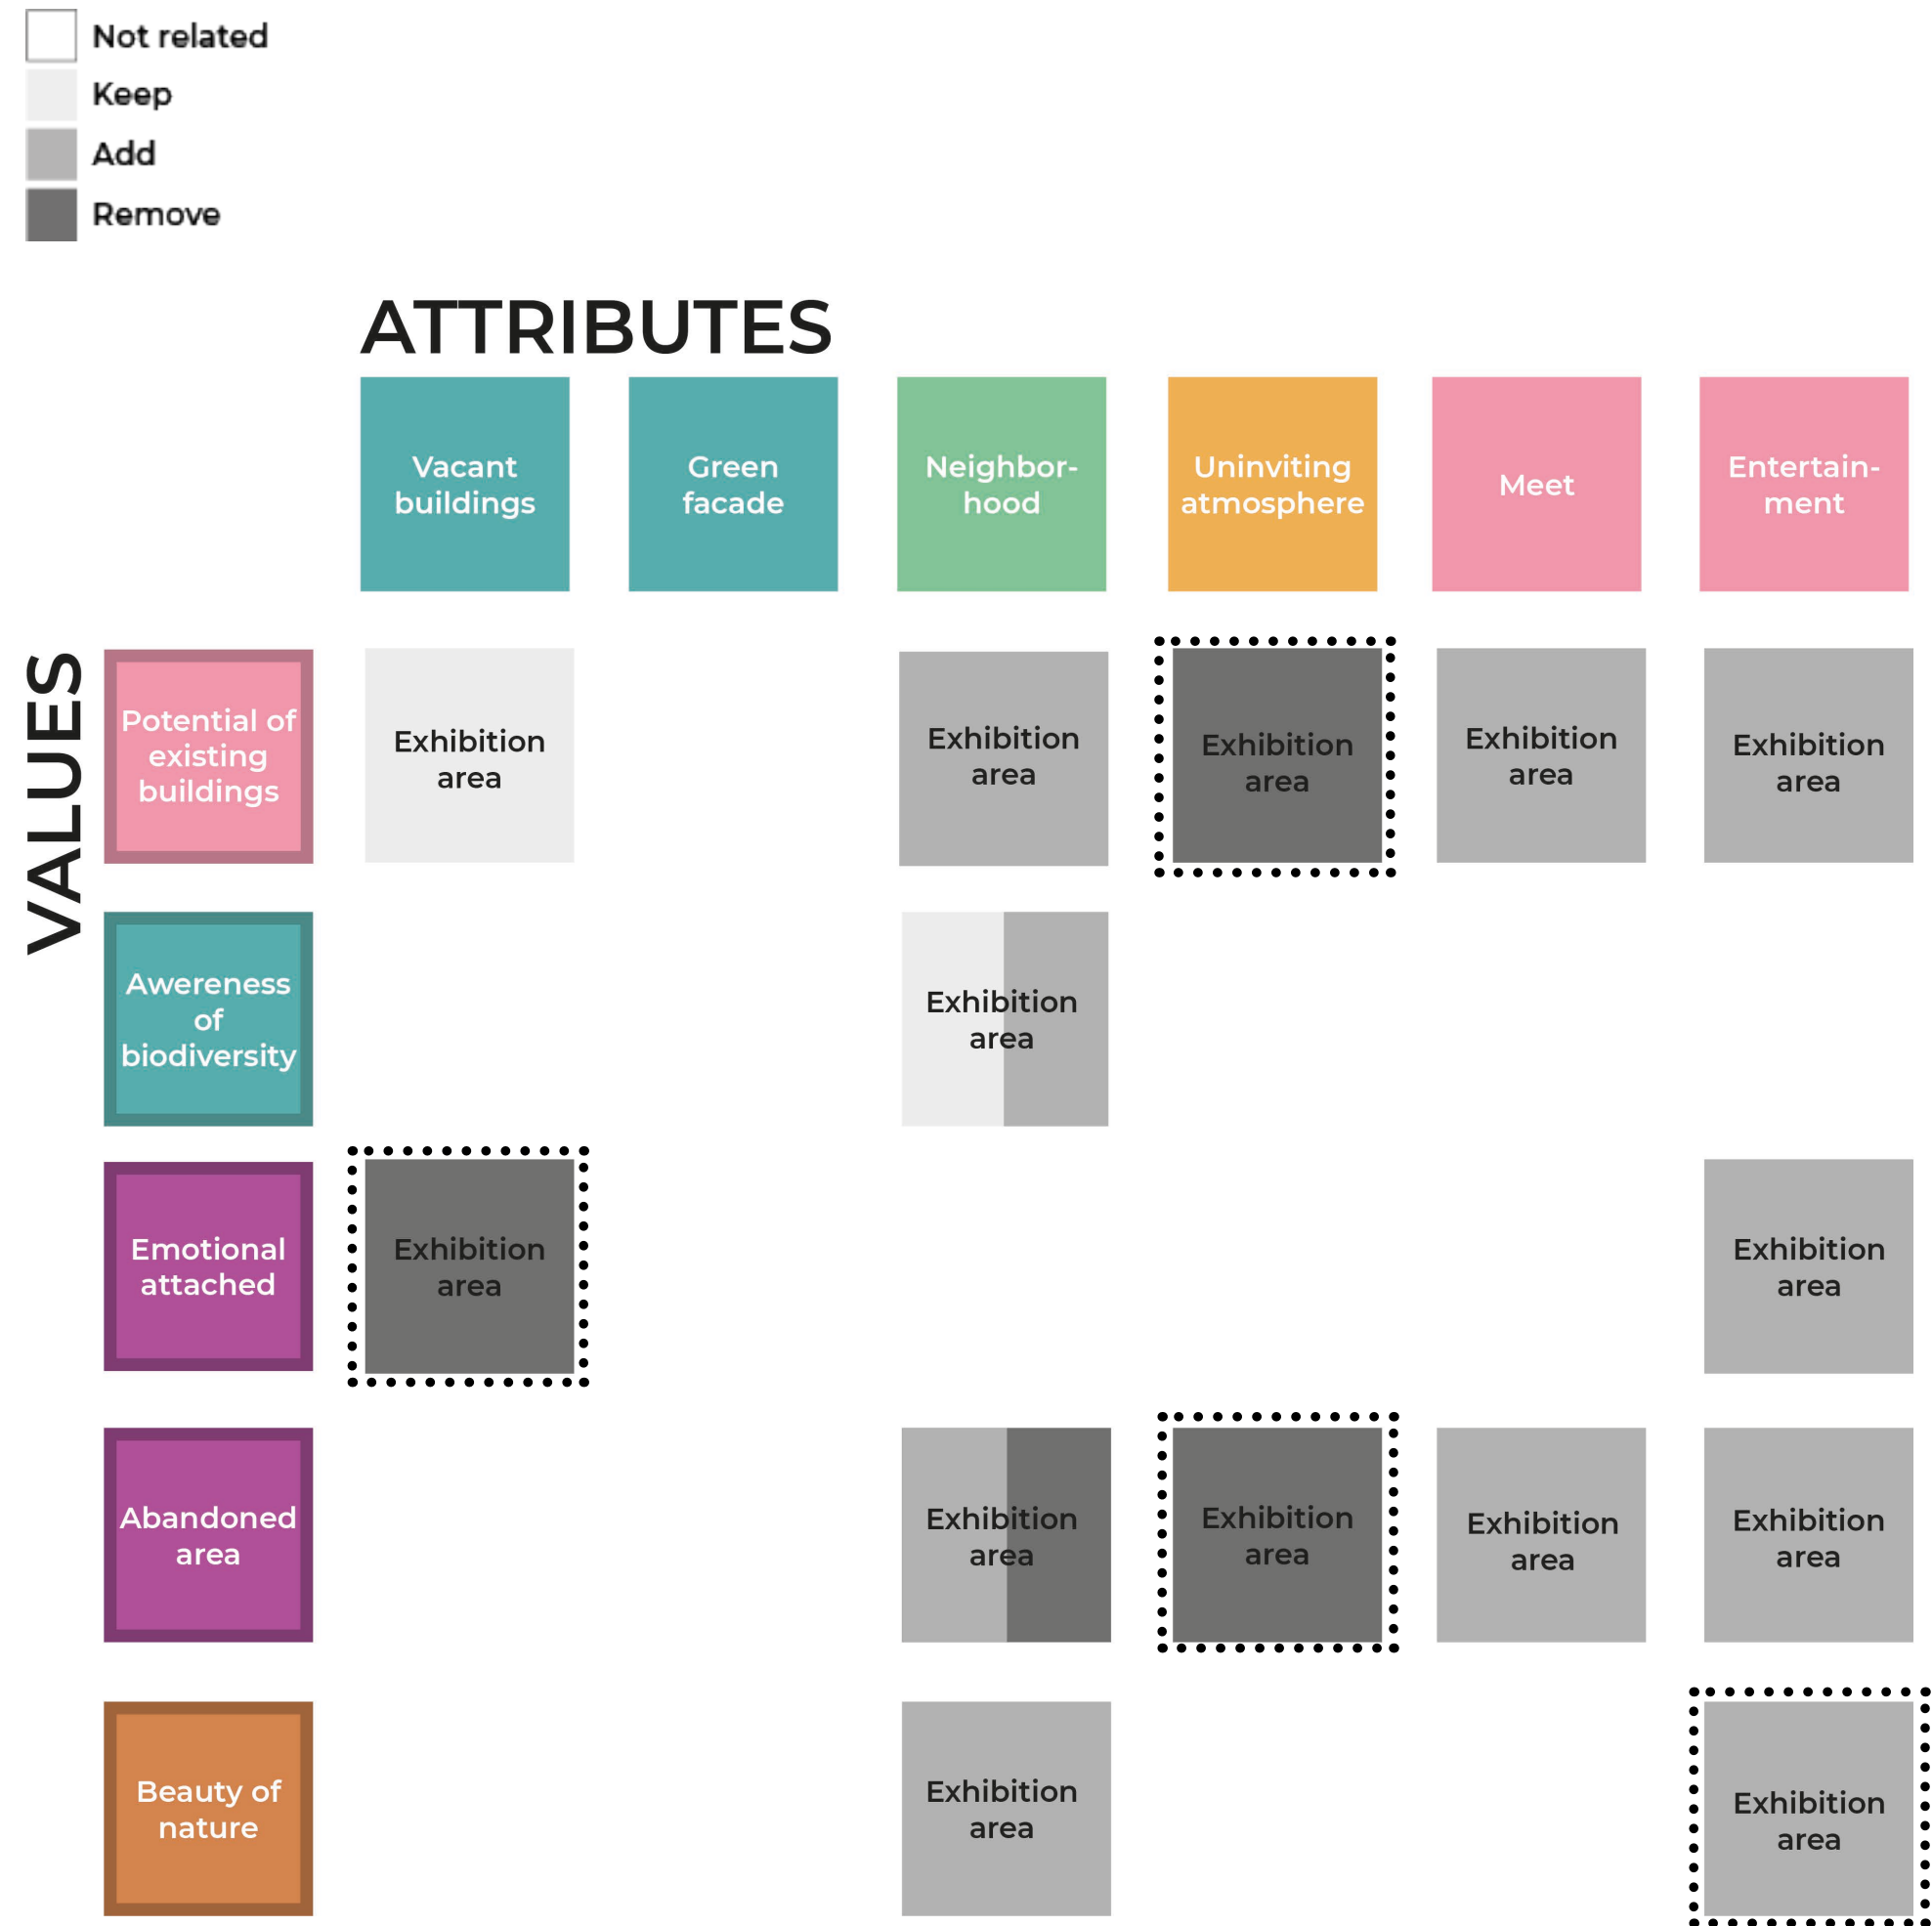 Not related
Keep
Add
Remove
ATTRIBUTES
Vacant
buildings
Green
facade
Neighbor-
hood
Uninviting
atmosphere
Meet
Entertain-
ment
VALUES
Potential of
existing
buildings
Exhibition
area
Exhibition
area
Exhibition
area
Exhibition
area
Exhibition
area
Awereness
of
biodiversity
Exhibition
area
Emotional
attached
Exhibition
area
Exhibition
area
Abandoned
area
Exhibition
area
Exhibition
area
Exhibition
area
Exhibition
area
Beauty of
nature
Exhibition
area
Exhibition
area